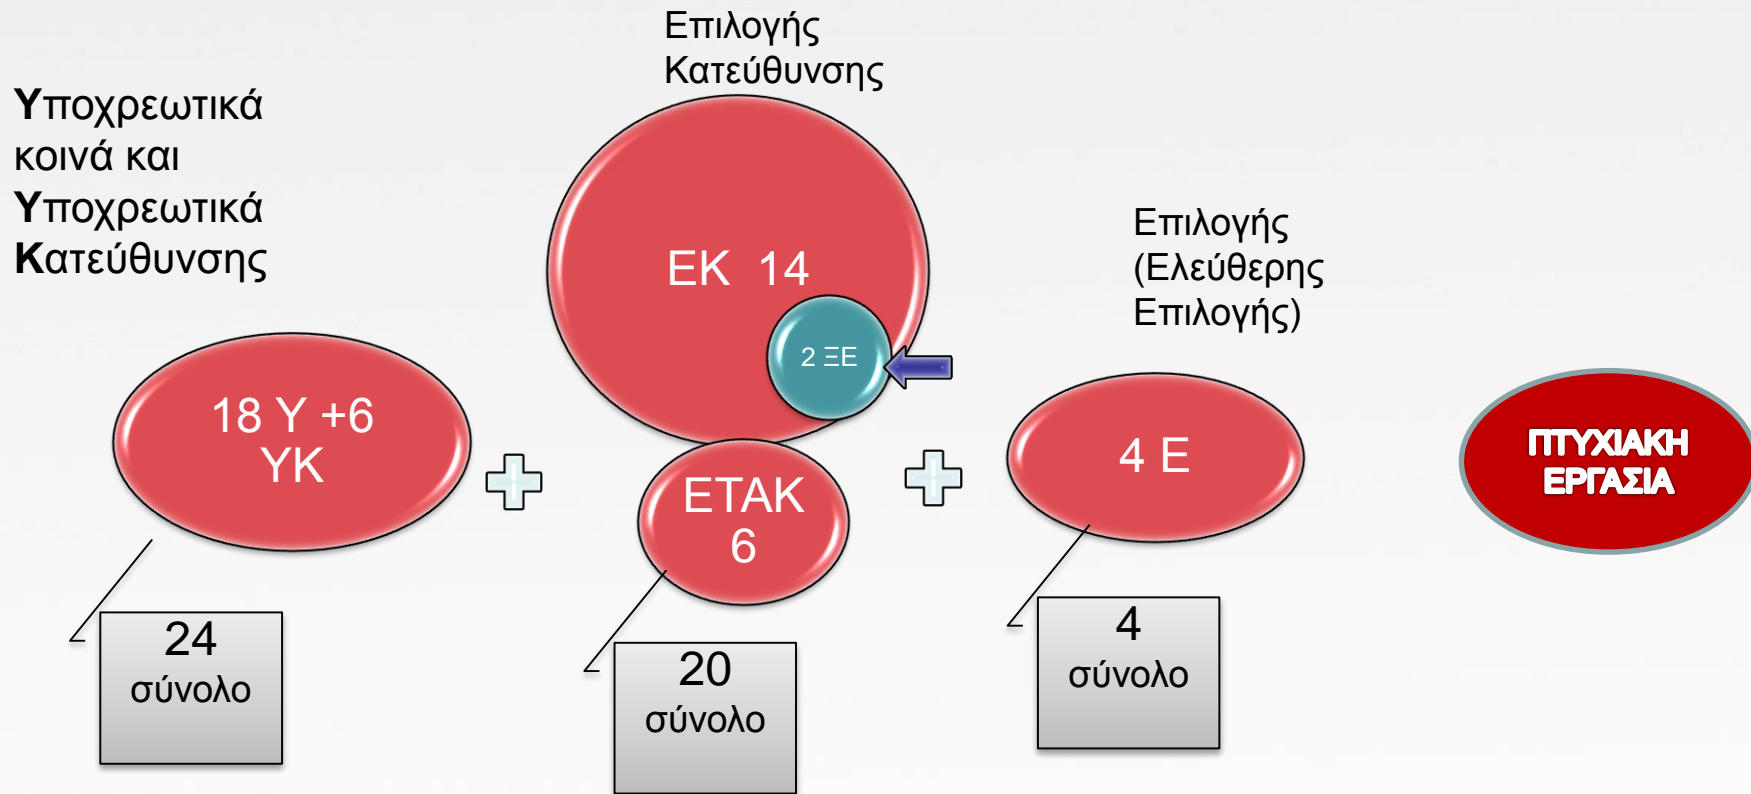 Υποχρεωτικά
κοινά και
Υποχρεωτικά
Κατεύθυνσης
18 Υ +6
ΥΚ
24
σύνολο
Επιλογής
Κατεύθυνσης
ΕΚ 14
2 ΞΕ
ΕΤΑΚ
6
20
σύνολο
Επιλογής
(Ελεύθερης
Επιλογής)
4 Ε
4
σύνολο
ΠΤΥΧΙΑΚΗ
ΕΡΓΑΣΙΑ